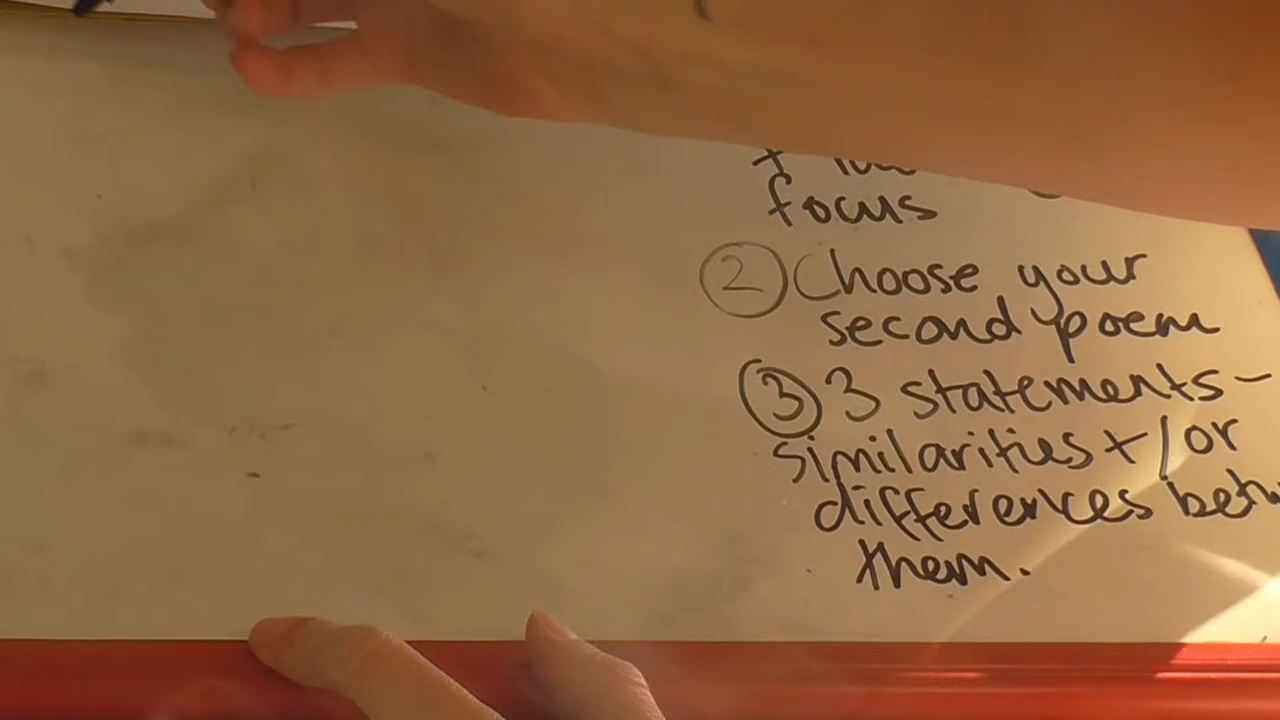 focus
② Choose your
second poem
③ 3 statements -
similarities + / or
differences
them.